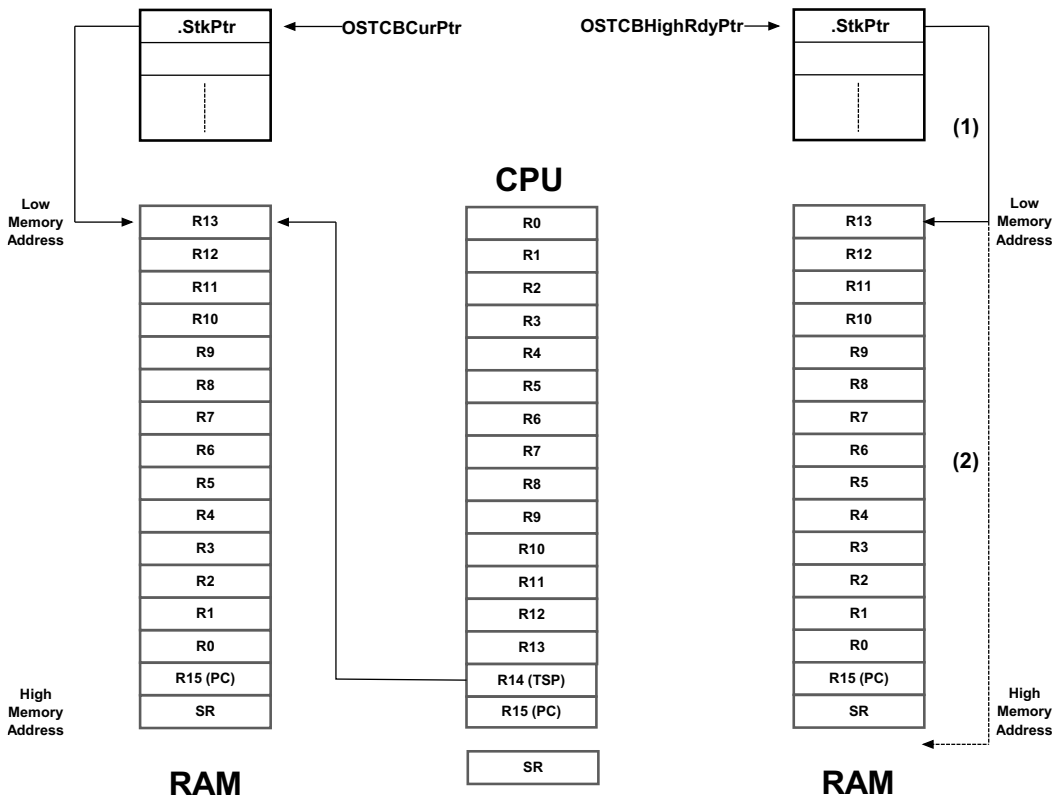 .StkPtr
OSTCBCurPtr
OSTCBHighRdyPtr
.StkPtr
(1)
CPU
Low
Memory
Address
R13
R12
R11
R10
R9
R8
R7
R6
R5
R4
R3
R2
R1
R0
R15 (PC)
SR
High
Memory
Address
RAM
R0
R1
R2
R3
R4
R5
R6
R7
R8
R9
R10
R11
R12
R13
R14 (TSP)
R15 (PC)
SR
R13
R12
R11
R10
R9
R8
R7
R6
R5
R4
R3
R2
R1
R0
R15 (PC)
SR
Low
Memory
Address
(2)
High
Memory
Address
RAM